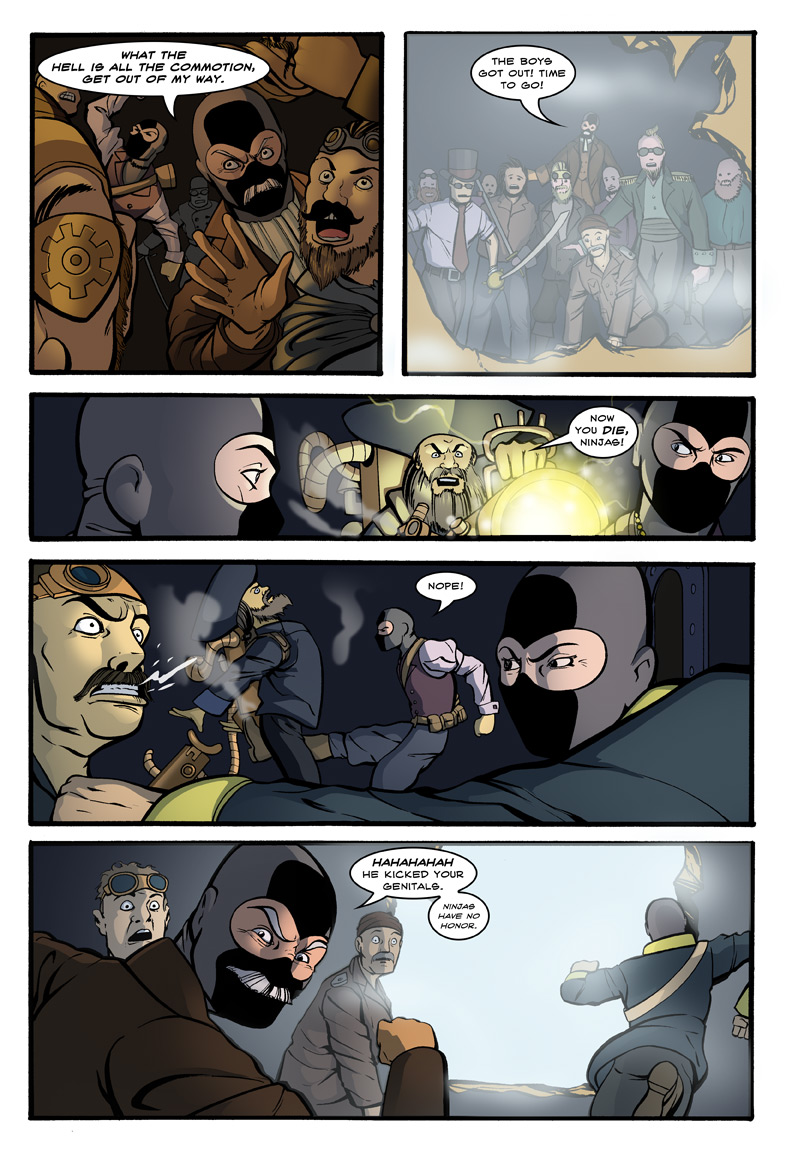 WHAT THE
HELL IS ALL THE COMMOTION,
GET OUT OF MY WAY.
THE BOYS
GOT OUT! TIME
TO GO!
NOW
YOU DIE,
NINJAS!
NOPE!
HAHAHAHAH
HE KICKED YOUR
GENITALS.
NINJAS
HAVE NO
HONOR.